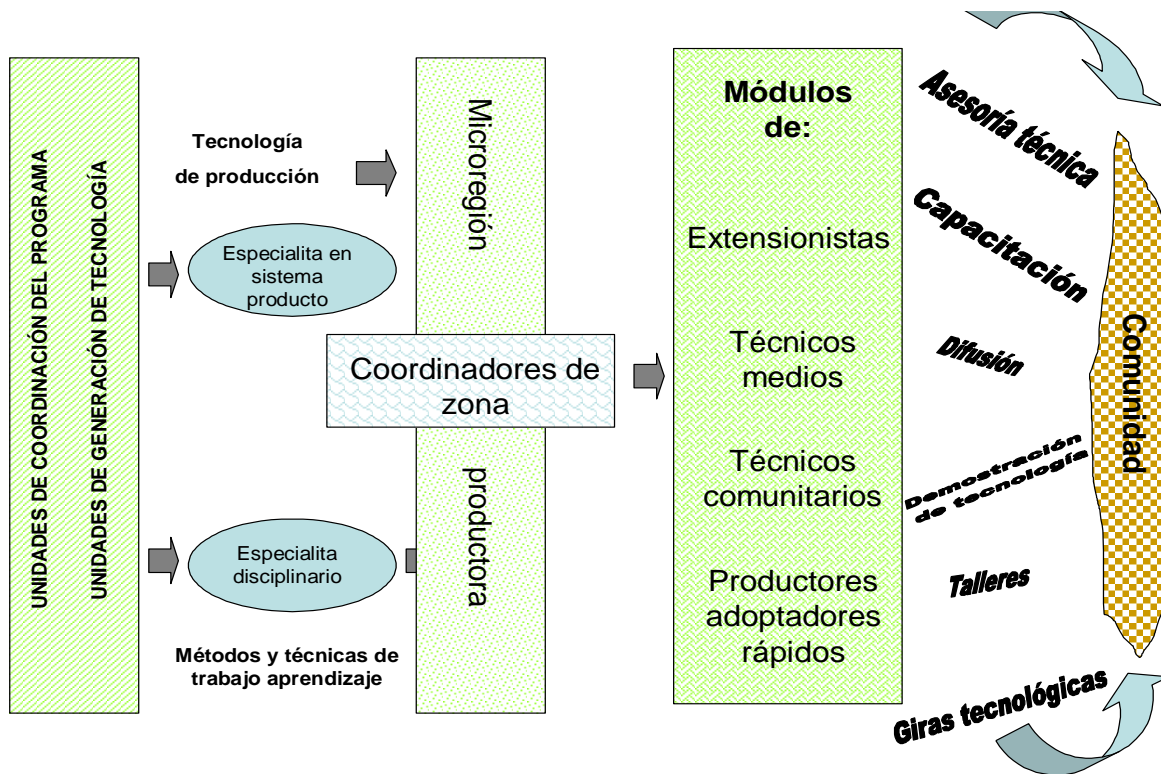 UNIDADES DE COORDINACIÓN DEL PROGRAMA
UNIDADES DE GENERACIÓN DE TECNOLOGÍA
Tecnología
de producción
Especialita en
sistema
producto
Especialita
disciplinario
Métodos y técnicas de
trabajo aprendizaje
Microregión
Coordinadores de
zona
productora
Módulos
de:
Extensionistas
Técnicos
medios
Técnicos
comunitarios
Productores
adoptadores
rápidos
Asesoría técnica
Capacitación
Difusión
Demostración
de tecnología
Talleres
Giras tecnológicas
Comunidad